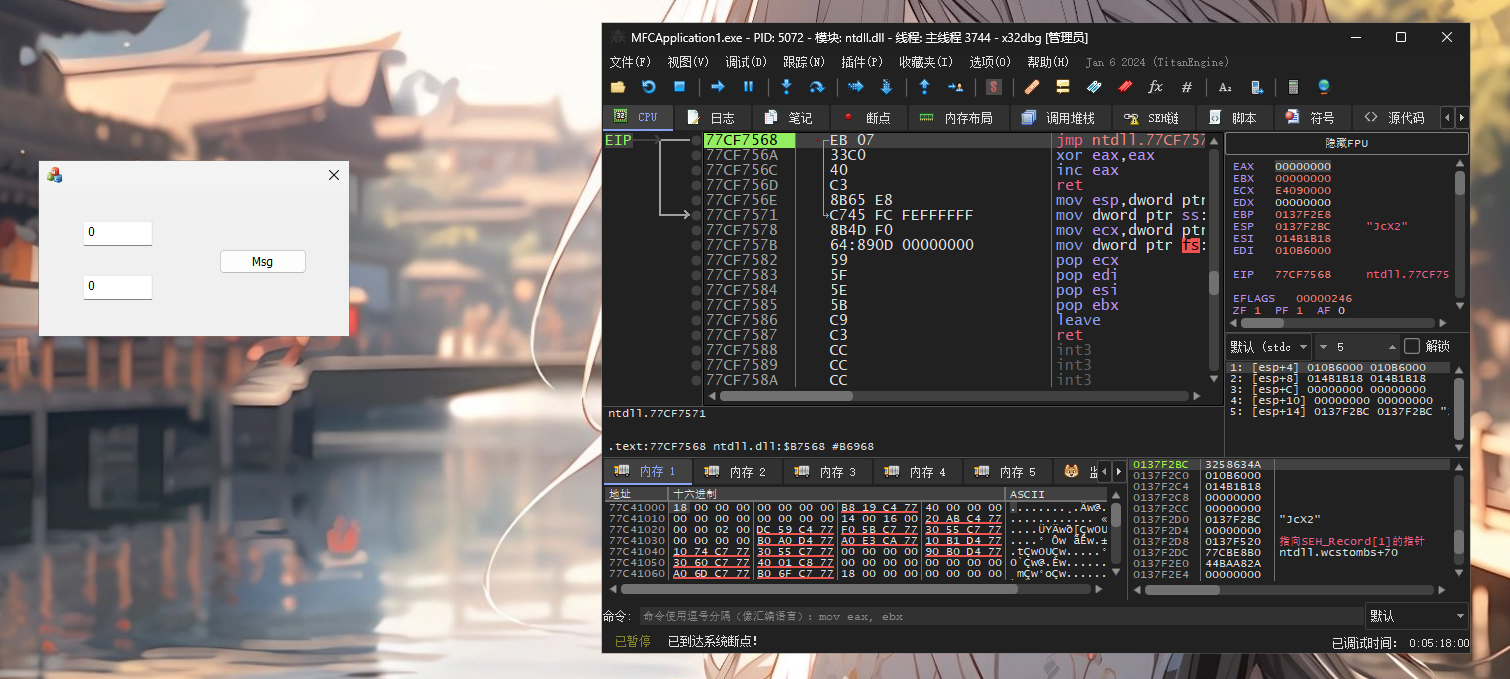 0
Msg
0
MFCApplication1.exe - PID: 5072 - 模块: ntdll.dll - 线程: 主线程 3744 - x32dbg [管理员]
文件(F) 视图(V) 调试(D) 跟踪(N) 插件(P) 收藏夹(I) 选项(O) 帮助(H) Jan 6 2024 (TitanEngine)
CPU 日志 笔记 断点 内存布局 调用堆栈 SEH链 脚本 符号 源代码
EIP 77CF7568 EB 07 jmp ntdll.77CF757
77CF756A 33C0 xor eax,eax
77CF756C 40 inc eax
77CF756D C3 ret
77CF756E 8B65 E8 mov esp,dword ptr
77CF7571 C745 FC FEFFFFFF mov dword ptr ss:
77CF7578 8B4D F0 mov ecx,dword ptr
77CF757B 64:890D 00000000 mov dword ptr fs:
77CF7582 59 pop ecx
77CF7583 5F pop edi
77CF7584 5E pop esi
77CF7585 5B pop ebx
77CF7586 C9 leave
77CF7587 C3 ret
77CF7588 CC int3
77CF7589 CC int3
77CF758A CC int3
隐藏FPU
EAX 00000000
EBX 00000000
ECX E4090000
EDX 00000000
EBP 0137F2E8
ESP 0137F2BC "JcX2"
ESI 014B1B18
EDI 010B6000
EIP 77CF7568 ntdll.77CF75
EFLAGS 00000246
ZF 1 PF 1 AF 0
默认 (stdc 5 解锁
1: [esp+4] 010B6000 010B6000
2: [esp+8] 014B1B18 014B1B18
3: [esp+C] 00000000 00000000
4: [esp+10] 00000000 00000000
5: [esp+14] 0137F2BC 0137F2BC
ntdll.77CF7571
.text:77CF7568 ntdll.dll:$B7568 #B6968
内存 1 内存 2 内存 3 内存 4 内存 5
地址 十六进制 ASCII
77C41000 18 00 00 00 00 00 00 00 B8 19 C4 77 40 00 00 00
77C41010 00 00 00 00 00 00 00 00 14 00 16 00 20 AB C4 77
77C41020 00 00 02 00 DC 59 C4 77 F0 5B C7 77 30 55 C7 77
77C41030 00 00 00 00 B0 A0 D4 77 A0 E3 CA 77 10 B1 D4 77
77C41040 10 74 C7 77 30 55 C7 77 00 00 00 00 90 B0 D4 77
77C41050 30 60 C7 77 40 01 C8 77 00 00 00 00 00 00 00 00
77C41060 A0 6D C7 77 B0 6F C7 77 18 00 00 00 00 00 00 00
0137F2BC 3258634A
0137F2C0 010B6000
0137F2C4 014B1B18
0137F2C8 00000000
0137F2CC 00000000
0137F2D0 0137F2BC "JcX2"
0137F2D4 00000000
0137F2D8 0137F520 指向SEH_Record[1]的指针
0137F2DC 77CBE8B0 ntdll.wcstombs+70
0137F2E0 44BAA82A
0137F2E4 00000000
命令: 命令使用逗号分隔（像汇编语言）: mov eax, ebx 默认
已暂停 已到达系统断点! 已调试时间: 0:05:18:00